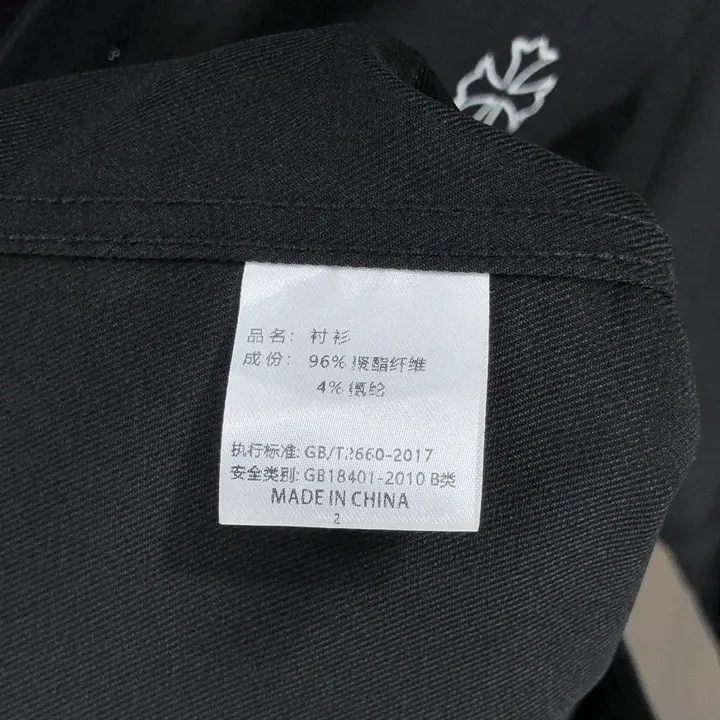 品名: 衬衫
成份: 96% 聚酯纤维
4% 氨纶
执行标准: GB/T2660-2017
安全类别: GB18401-2010 B类
MADE IN CHINA
2